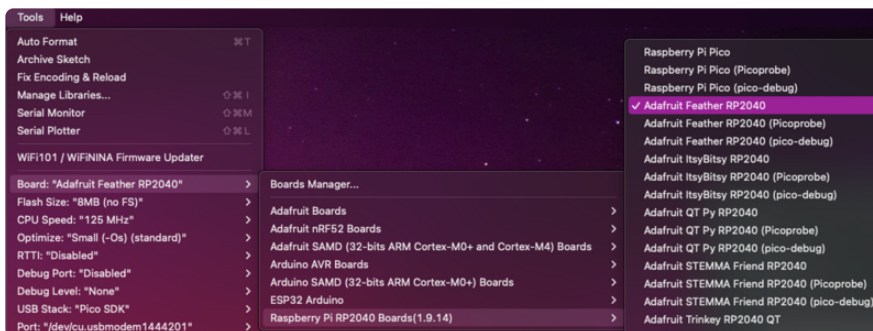 Tools Help
Auto Format ⌘T
Archive Sketch
Fix Encoding & Reload
Manage Libraries... ⇧⌘I
Serial Monitor ⇧⌘M
Serial Plotter ⇧⌘L
WiFi101 / WiFiNINA Firmware Updater
Board: "Adafruit Feather RP2040"
Flash Size: "8MB (no FS)"
CPU Speed: "125 MHz"
Optimize: "Small (-Os) (standard)"
RTTI: "Disabled"
Debug Port: "Disabled"
Debug Level: "None"
USB Stack: "Pico SDK"
Port: "/dev/cu.usbmodem1444201"
Boards Manager...
Adafruit Boards
Adafruit nRF52 Boards
Adafruit SAMD (32-bits ARM Cortex-M0+ and Cortex-M4) Boards
Arduino AVR Boards
Arduino SAMD (32-bits ARM Cortex-M0+) Boards
ESP32 Arduino
Raspberry Pi RP2040 Boards(1.9.14)
Raspberry Pi Pico
Raspberry Pi Pico (Picoprobe)
Raspberry Pi Pico (pico-debug)
✓ Adafruit Feather RP2040
Adafruit Feather RP2040 (Picoprobe)
Adafruit Feather RP2040 (pico-debug)
Adafruit ItsyBitsy RP2040
Adafruit ItsyBitsy RP2040 (Picoprobe)
Adafruit ItsyBitsy RP2040 (pico-debug)
Adafruit QT Py RP2040
Adafruit QT Py RP2040 (Picoprobe)
Adafruit QT Py RP2040 (pico-debug)
Adafruit STEMMA Friend RP2040
Adafruit STEMMA Friend RP2040 (Picoprobe)
Adafruit STEMMA Friend RP2040 (pico-debug)
Adafruit Trinkey RP2040 QT